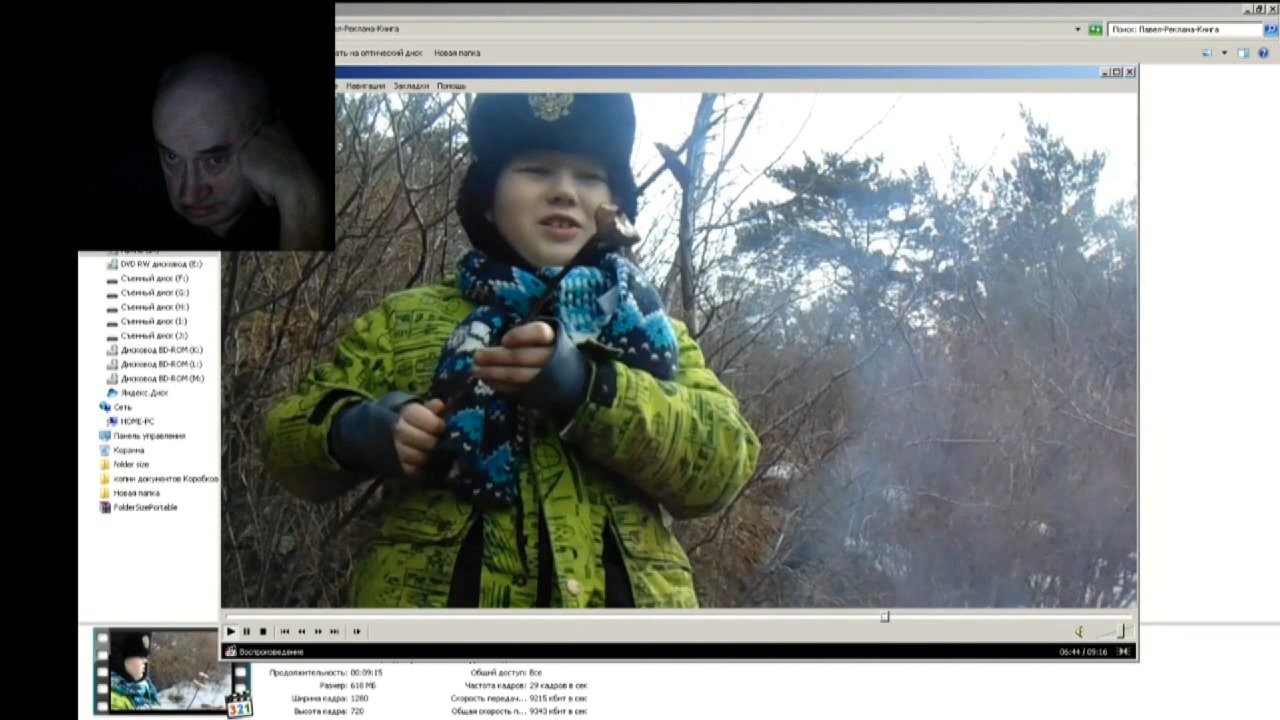 ел-Реклама-Книга
Поиск: Павел-Реклама-Книга
ать на оптический диск
Новая папка
Навигация
Закладки
Помощь
DVD RW дисковод (E:)
Съемный диск (F:)
Съемный диск (G:)
Съемный диск (H:)
Съемный диск (I:)
Съемный диск (J:)
Дисковод BD-ROM (K:)
Дисковод BD-ROM (L:)
Дисковод BD-ROM (M:)
Яндекс.Диск
Сеть
HOME-PC
Панель управления
Корзина
folder size
копии документов Коробков
Новая папка
FolderSizePortable
Воспроизведение
06:44 / 09:16
321
Продолжительность: 00:09:15
Общий доступ: Все
Размер: 618 МБ
Частота кадров: 29 кадров в сек
Ширина кадра: 1280
Скорость передач... 9215 кбит в сек
Высота кадра: 720
Общая скорость п... 9343 кбит в сек